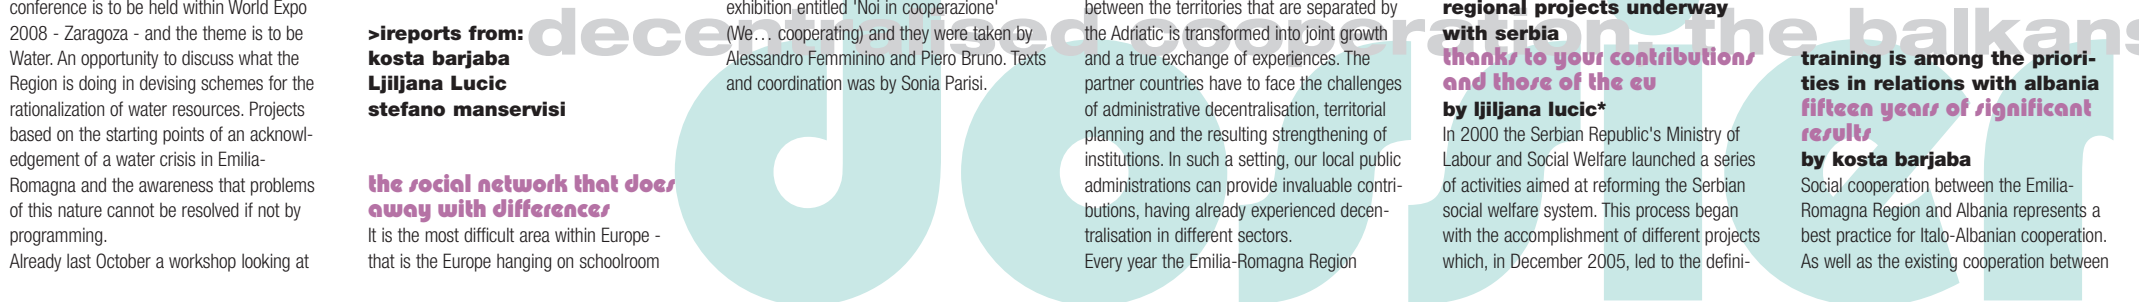 conference is to be held within World Expo
2008 - Zaragoza - and the theme is to be
Water. An opportunity to discuss what the
Region is doing in devising schemes for the
rationalization of water resources. Projects
based on the starting points of an acknowl-
edgement of a water crisis in Emilia-
Romagna and the awareness that problems
of this nature cannot be resolved if not by
programming.
Already last October a workshop looking at
decentralised cooperation - the balkans
dossier
>ireports from:
kosta barjaba
Ljiljana Lucic
stefano manservisi
the social network that does
away with differences
It is the most difficult area within Europe -
that is the Europe hanging on schoolroom
exhibition entitled 'Noi in cooperazione'
(We… cooperating) and they were taken by
Alessandro Femminino and Piero Bruno. Texts
and coordination was by Sonia Parisi.
between the territories that are separated by
the Adriatic is transformed into joint growth
and a true exchange of experiences. The
partner countries have to face the challenges
of administrative decentralisation, territorial
planning and the resulting strengthening of
institutions. In such a setting, our local public
administrations can provide invaluable contri-
butions, having already experienced decen-
tralisation in different sectors.
Every year the Emilia-Romagna Region
regional projects underway
with serbia
thanks to your contributions
and those of the eu
by ljiljana lucic*
In 2000 the Serbian Republic's Ministry of
Labour and Social Welfare launched a series
of activities aimed at reforming the Serbian
social welfare system. This process began
with the accomplishment of different projects
which, in December 2005, led to the defini-
training is among the priori-
ties in relations with albania
fifteen years of significant
results
by kosta barjaba
Social cooperation between the Emilia-
Romagna Region and Albania represents a
best practice for Italo-Albanian cooperation.
As well as the existing cooperation between